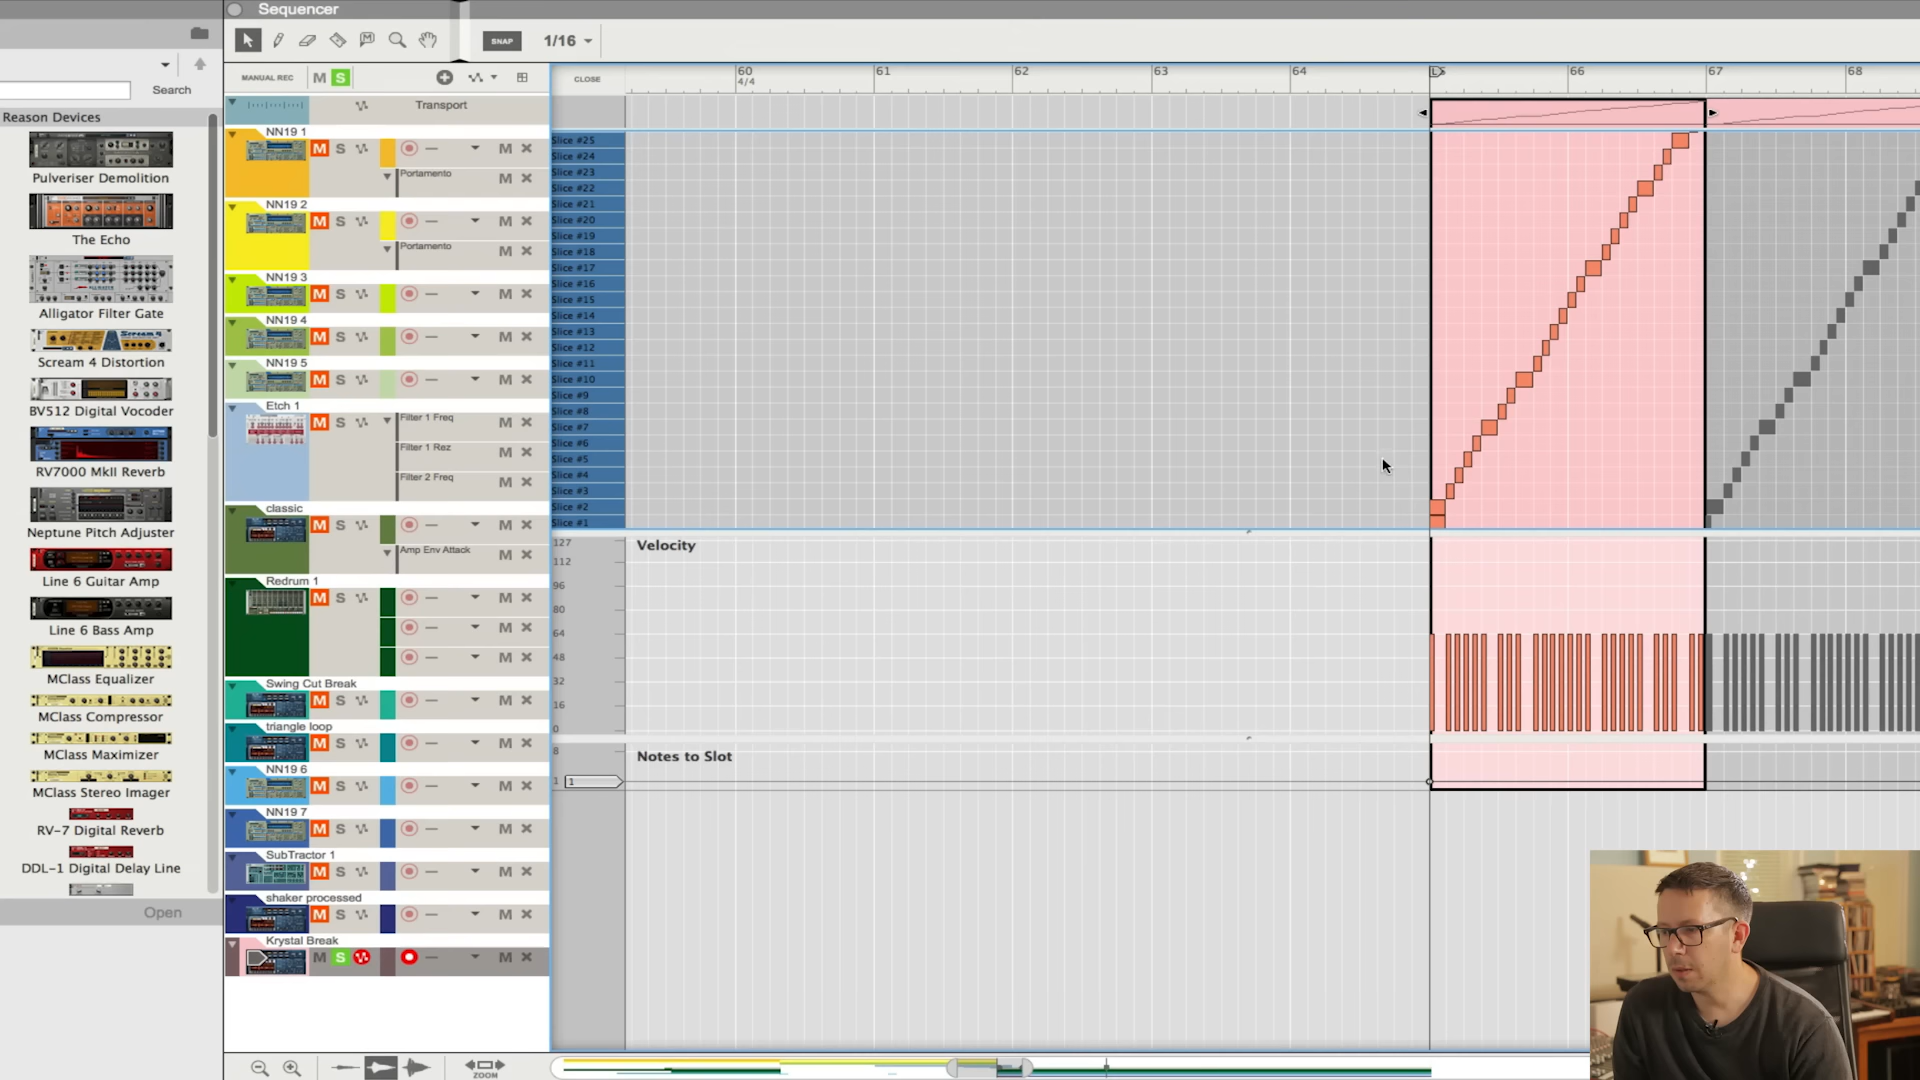 Sequencer
SNAP
1/16
MANUAL REC
M
S
CLOSE
60
4/4
61
62
63
64
L
66
67
68
Search
Reason Devices
Pulveriser Demolition
The Echo
Alligator Filter Gate
Scream 4 Distortion
BV512 Digital Vocoder
RV7000 MkII Reverb
Neptune Pitch Adjuster
Line 6 Guitar Amp
Line 6 Bass Amp
MClass Equalizer
MClass Compressor
MClass Maximizer
MClass Stereo Imager
RV-7 Digital Reverb
DDL-1 Digital Delay Line
Open
Transport
NN19 1
M S M
Portamento M
NN19 2
M S M
Portamento M
NN19 3
M S M
NN19 4
M S M
NN19 5
M S M
Etch 1
M S Filter 1 Freq M
Filter 1 Rez M
Filter 2 Freq M
classic
M S M
Amp Env Attack M
Redrum 1
M S M
M
M
Swing Cut Break
M S M
triangle loop
M S M
NN19 6
M S M
NN19 7
M S M
SubTractor 1
M S M
shaker processed
M S M
Krystal Break
M S M
ZOOM
Slice #25
Slice #24
Slice #23
Slice #22
Slice #21
Slice #20
Slice #19
Slice #18
Slice #17
Slice #16
Slice #15
Slice #14
Slice #13
Slice #12
Slice #11
Slice #10
Slice #9
Slice #8
Slice #7
Slice #6
Slice #5
Slice #4
Slice #3
Slice #2
Slice #1
Velocity
127
112
96
80
64
48
32
16
0
Notes to Slot
8
1
1